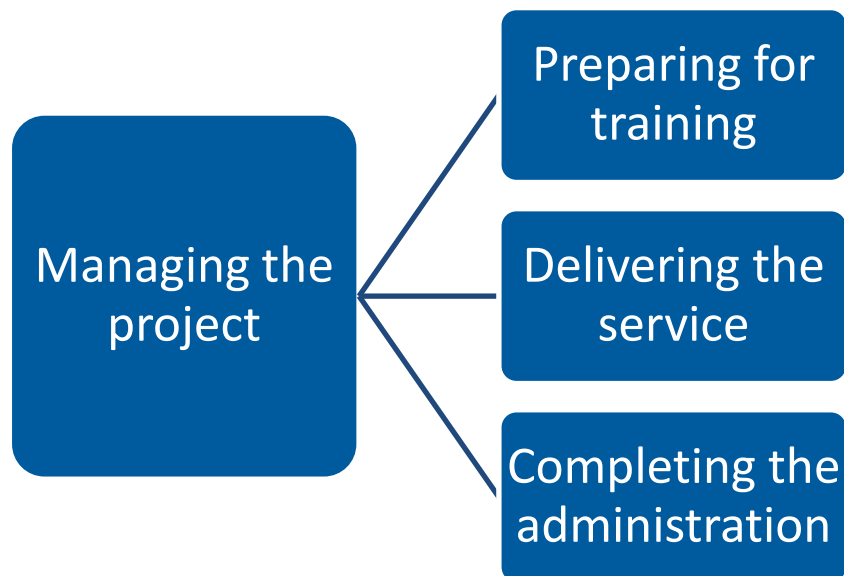 Managing the
project
Preparing for
training
Delivering the
service
Completing the
administration